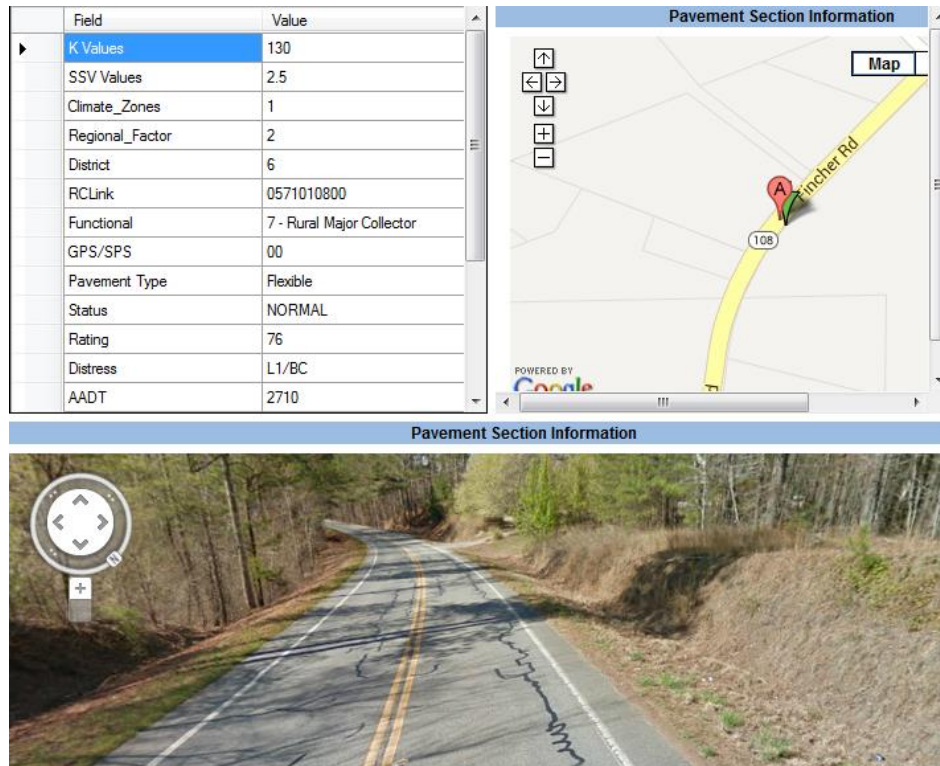 Field Value
K Values 130
SSV Values 2.5
Climate_Zones 1
Regional_Factor 2
District 6
RCLink 0571010800
Functional 7 - Rural Major Collector
GPS/SPS 00
Pavement Type Flexible
Status NORMAL
Rating 76
Distress L1/BC
AADT 2710
Pavement Section Information
Map
Fincher Rd
A
108
POWERED BY
Google
Pavement Section Information
N